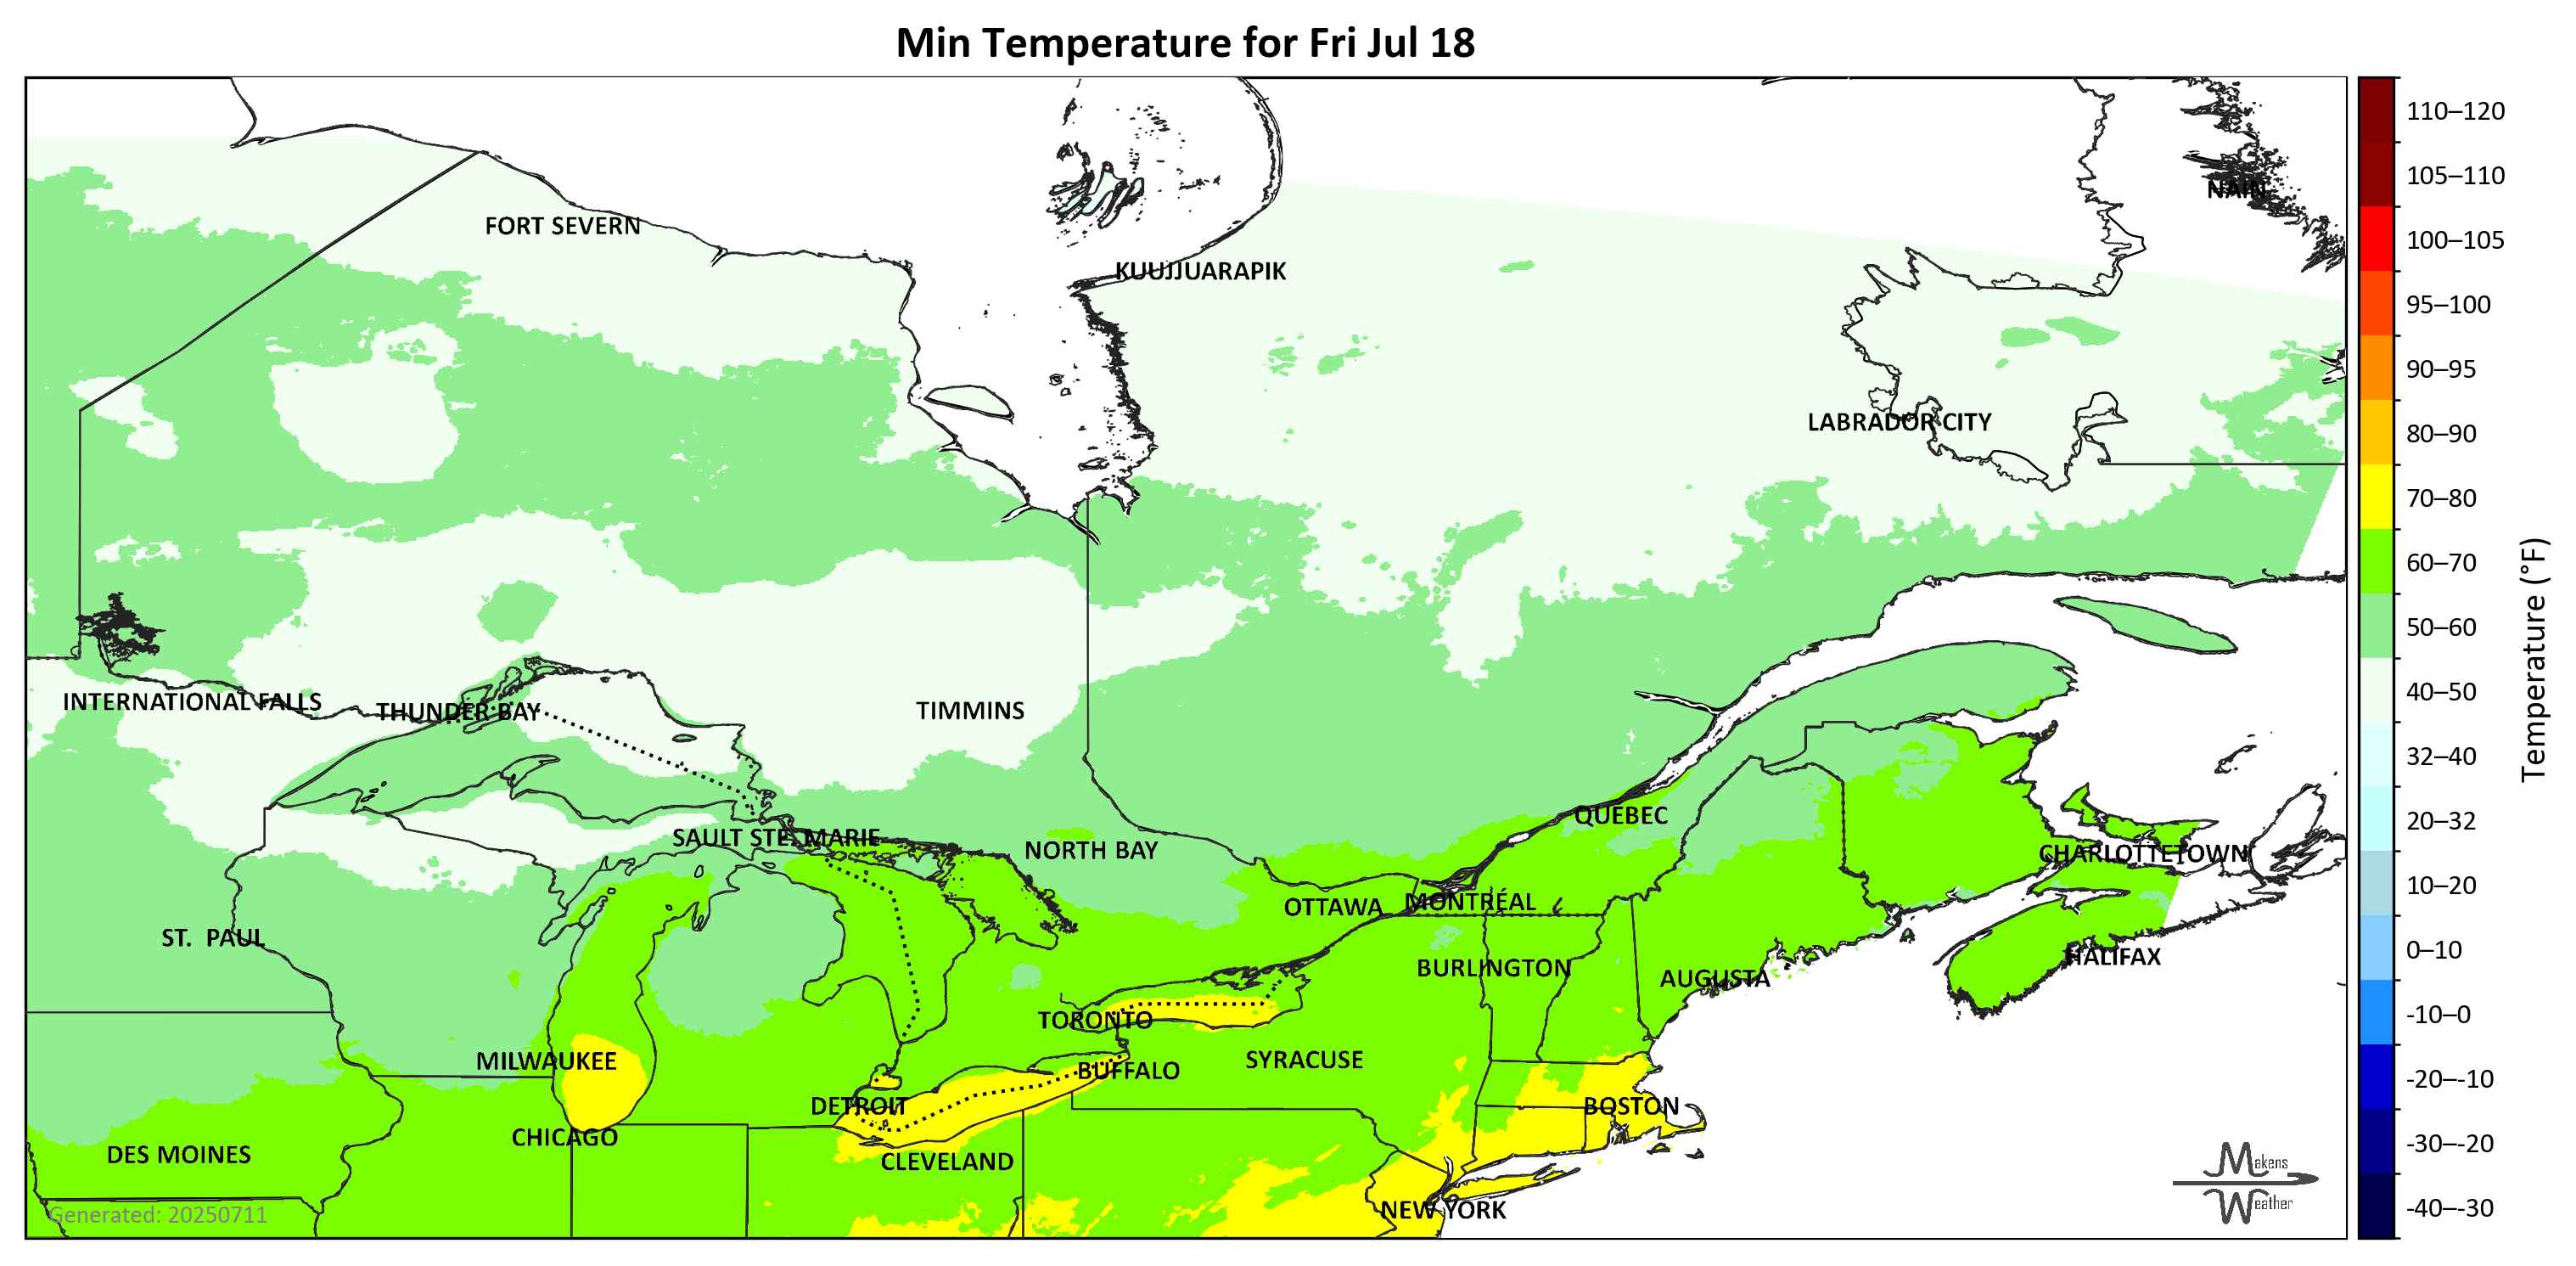 Min Temperature for Fri Jul 18
110–120
105–110
NAIN
FORT SEVERN
100–105
KUUJJUARAPIK
95–100
90–95
LABRADOR CITY
80–90
70–80
60–70
50–60
Temperature (°F)
INTERNATIONAL FALLS
THUNDER BAY
TIMMINS
40–50
32–40
QUÉBEC
20–32
SAULT STE. MARIE
NORTH BAY
CHARLOTTETOWN
10–20
OTTAWA
MONTRÉAL
ST. PAUL
0–10
HALIFAX
BURLINGTON
AUGUSTA
-10–0
TORONTO
MILWAUKEE
SYRACUSE
BUFFALO
-20–-10
DETROIT
BOSTON
CHICAGO
-30–-20
DES MOINES
CLEVELAND
Makens
Weather
NEW YORK
-40–-30
Generated: 20250711